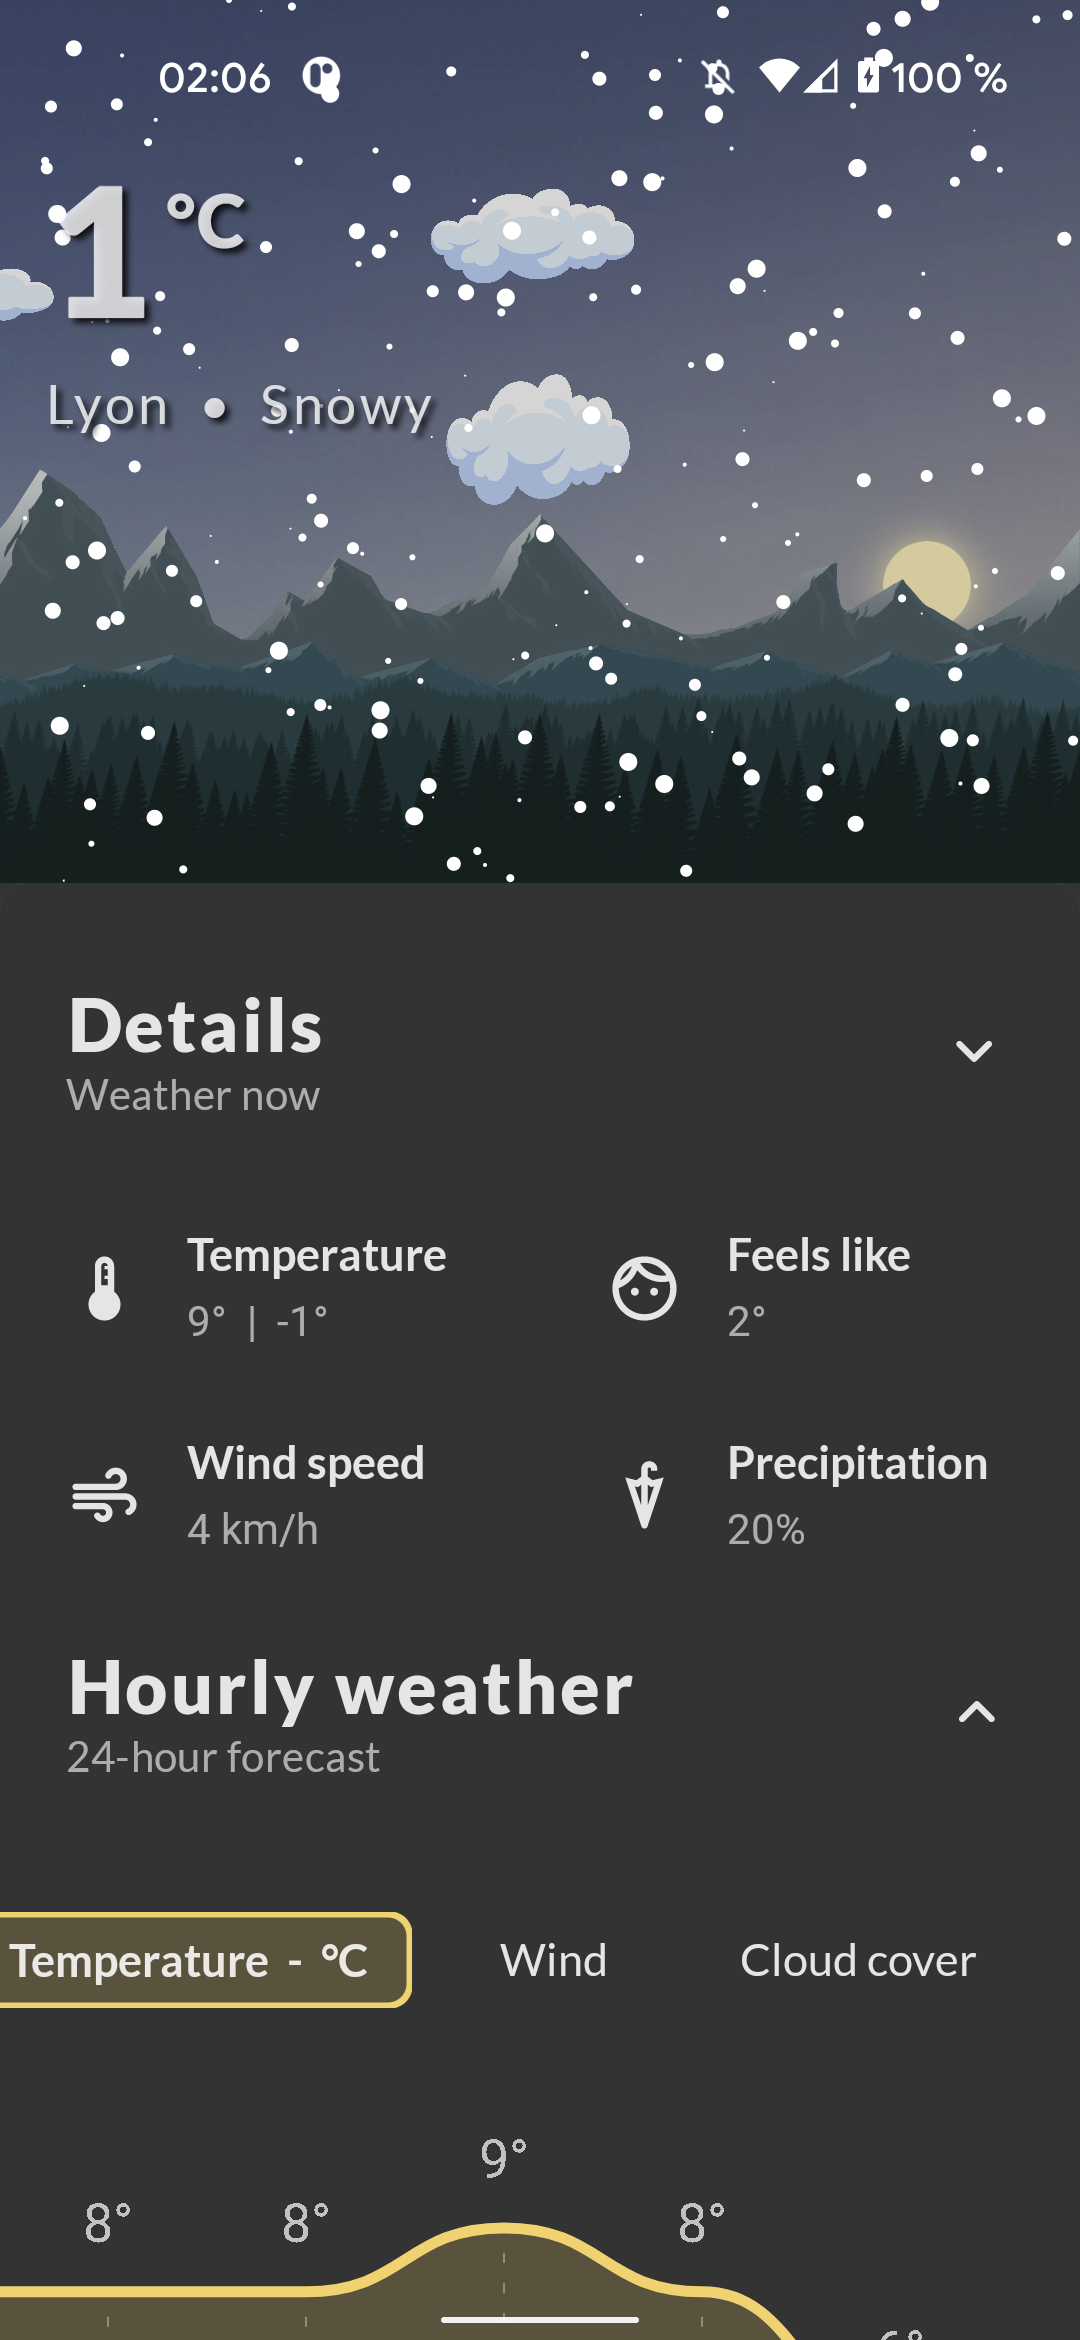 02:06 100 %
1 °C
Lyon • Snowy
Details
Weather now
Temperature Feels like
9° | -1° 2°
Wind speed Precipitation
4 km/h 20%
Hourly weather
24-hour forecast
Temperature - °C Wind Cloud cover
9°
8° 8° 8°